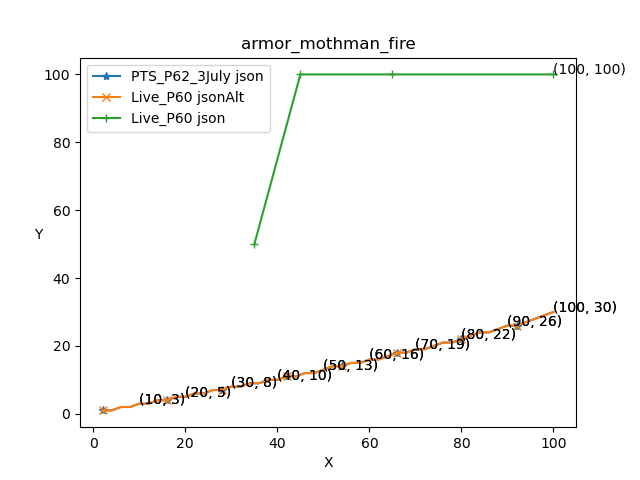 armor_mothman_fire
PTS_P62_3July json
Live_P60 jsonAlt
Live_P60 json
(100, 100)
100
80
60
Y
40
20
0
(10, 3)
(20, 5)
(30, 8)
(40, 10)
(50, 13)
(60, 16)
(70, 19)
(80, 22)
(90, 26)
(100, 30)
0 20 40 60 80 100
X